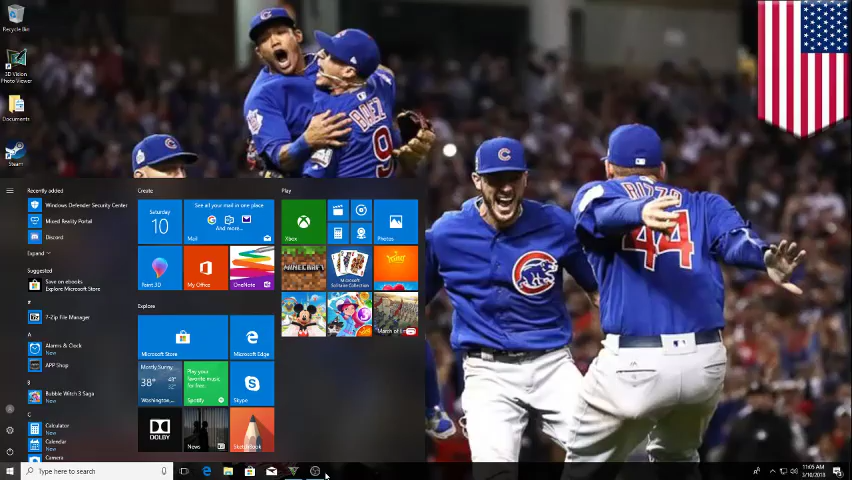 Recycle Bin
3D Vision
Photo Viewer
Documents
Steam
BAEZ
9
RIZZO
44
Recently added
Windows Defender Security Center
Mixed Reality Portal
Discord
Expand
Suggested
Save on ebooks
Explore Microsoft Store
#
7-Zip File Manager
A
Alarms & Clock
New
APP Shop
B
Bubble Witch 3 Saga
New
C
Calculator
New
Calendar
New
Camera
Create
Saturday
10
See all your mail in one place
And more...
Mail
Paint 3D
My Office
OneNote
Explore
Microsoft Store
Microsoft Edge
Mostly Sunny
38°
Washington,...
Play your
favorite music
for free.
Spotify
Skype
DOLBY
News
SketchBook
Play
Xbox
Photos
MINECRAFT
Microsoft
Solitaire Collection
March of Em...
Type here to search
11:05 AM
3/10/2018